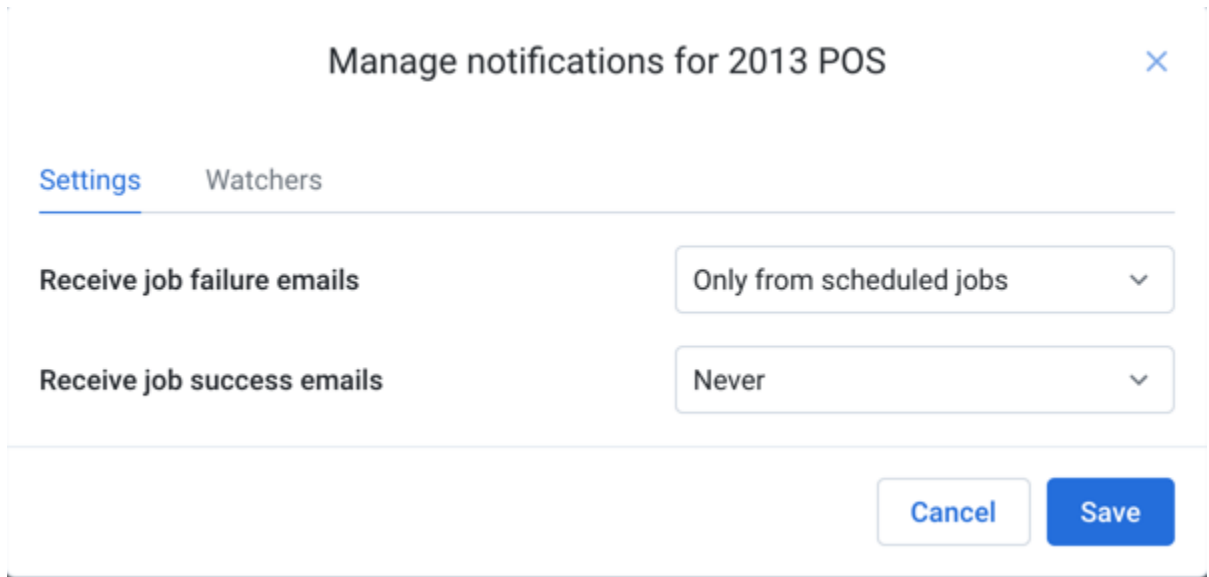 Manage notifications for 2013 POS
Settings Watchers
Receive job failure emails Only from scheduled jobs
Receive job success emails Never
Cancel Save